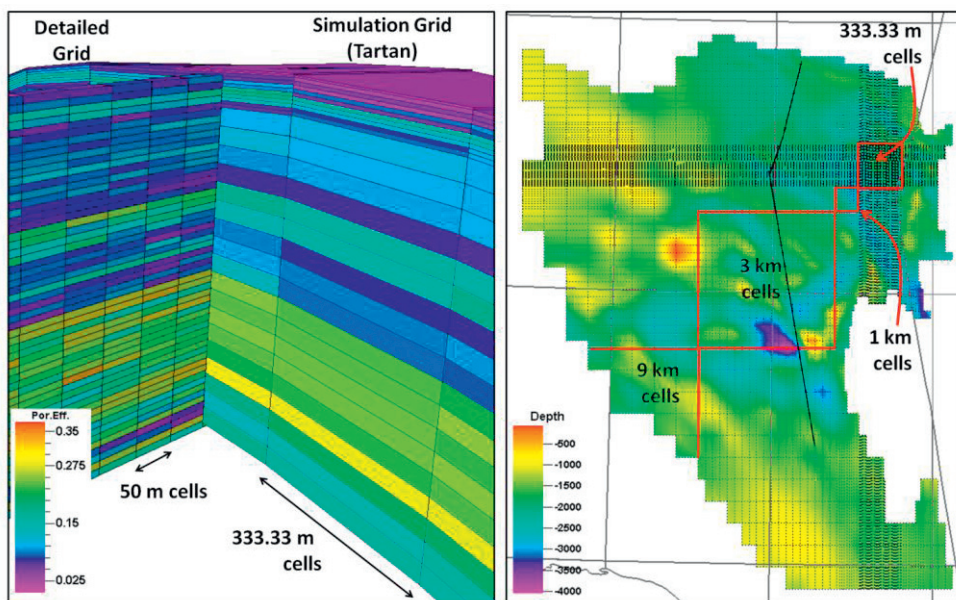 Detailed
Grid
Simulation Grid
(Tartan)
Por.Eff.
0.35
0.275
0.15
0.025
50 m cells
333.33 m
cells
333.33 m
cells
3 km
cells
1 km
cells
9 km
cells
Depth
-500
-1000
-1500
-2000
-2500
-3000
-3500
-4000